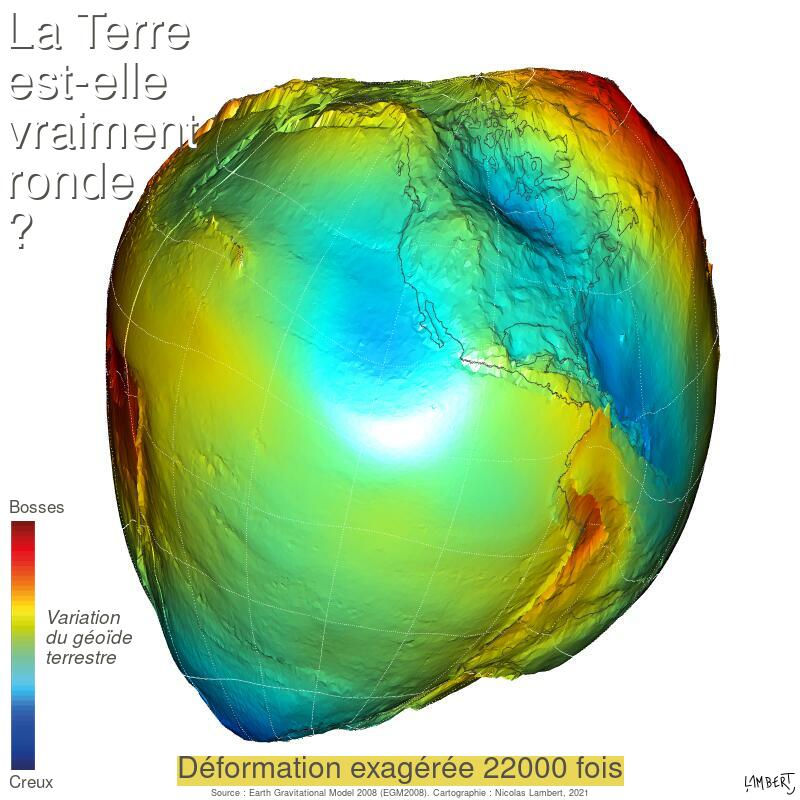 La Terre
est-elle
vraiment
ronde
?
Bosses
Variation
du géoïde
terrestre
Creux
Déformation exagérée 22000 fois
Source : Earth Gravitational Model 2008 (EGM2008). Cartographie : Nicolas Lambert, 2021
LAMBERT